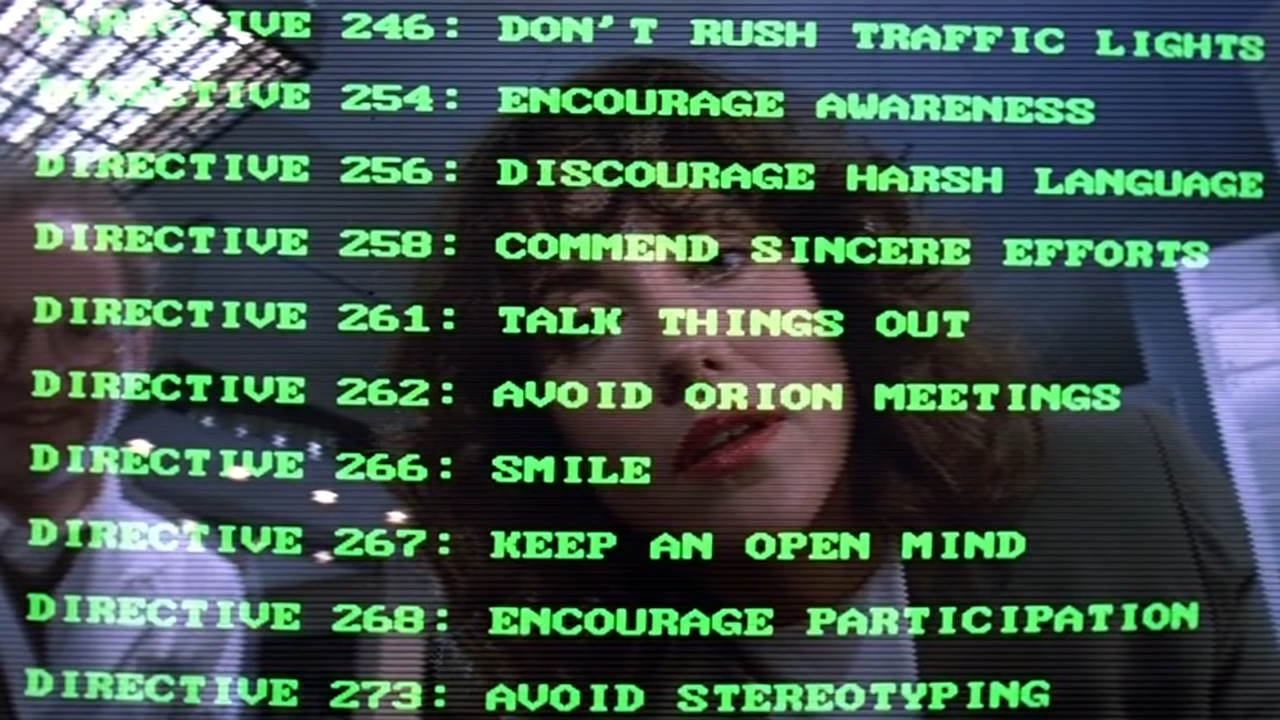 DIRECTIVE 246: DON'T RUSH TRAFFIC LIGHTS
DIRECTIVE 254: ENCOURAGE AWARENESS
DIRECTIVE 256: DISCOURAGE HARSH LANGUAGE
DIRECTIVE 258: COMMEND SINCERE EFFORTS
DIRECTIVE 261: TALK THINGS OUT
DIRECTIVE 262: AVOID ORION MEETINGS
DIRECTIVE 266: SMILE
DIRECTIVE 267: KEEP AN OPEN MIND
DIRECTIVE 268: ENCOURAGE PARTICIPATION
DIRECTIVE 273: AVOID STEREOTYPING